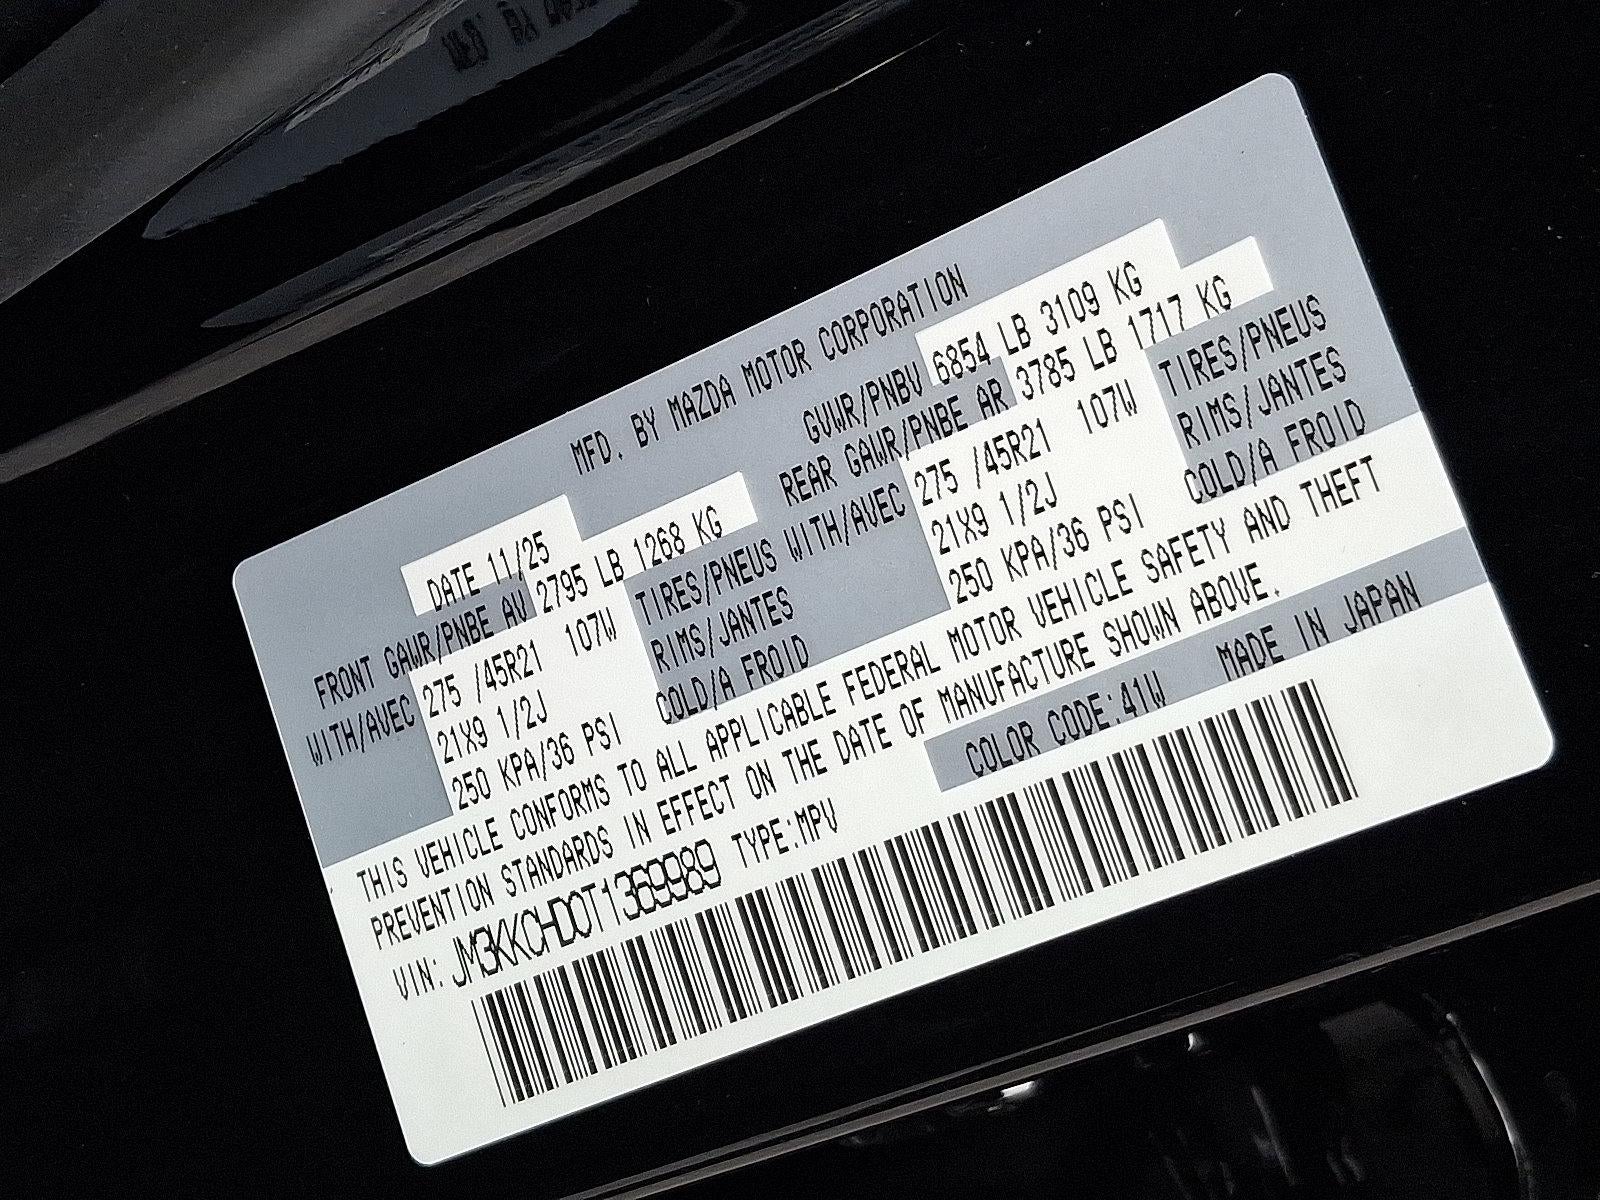 MFD. BY MAZDA MOTOR CORPORATION
DATE 11/25 GVWR/PNBV 6854 LB 3109 KG
FRONT GAWR/PNBE AV 2795 LB 1268 KG REAR GAWR/PNBE AR 3785 LB 1717 KG
WITH/AVEC 275 /45R21 107W TIRES/PNEUS WITH/AVEC 275 /45R21 107W TIRES/PNEUS
21X9 1/2J RIMS/JANTES 21X9 1/2J RIMS/JANTES
250 KPA/36 PSI COLD/A FROID 250 KPA/36 PSI COLD/A FROID
THIS VEHICLE CONFORMS TO ALL APPLICABLE FEDERAL MOTOR VEHICLE SAFETY AND THEFT
PREVENTION STANDARDS IN EFFECT ON THE DATE OF MANUFACTURE SHOWN ABOVE.
VIN: JM3KKCHD0T1369989 TYPE:MPV COLOR CODE:41W MADE IN JAPAN